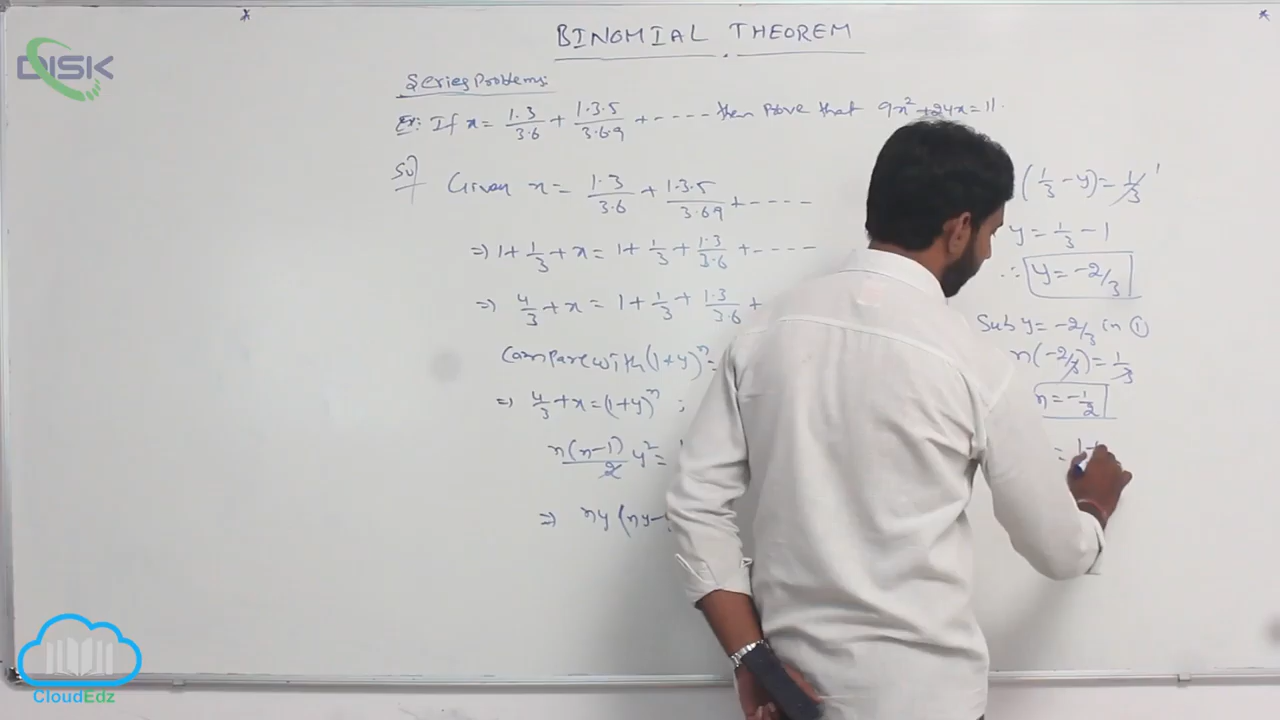 DISK
BINOMIAL THEOREM
Series Problems:
Ex: If x = 1·3/3·6 + 1·3·5/3·6·9 + ---- then Prove that 9x² + 24x = 11.
Sol Given x = 1·3/3·6 + 1·3·5/3·6·9 + ----
⇒ 1 + 1/3 + x = 1 + 1/3 + 1·3/3·6 + ----
⇒ 4/3 + x = 1 + 1/3 + 1·3/3·6 +
Compare with (1+y)ⁿ =
⇒ 4/3 + x = (1+y)ⁿ ;
n(n-1)/2 y² =
⇒ ny (ny-
(1/3 - y) = 1/3 1
y = 1/3 - 1
∴ y = -2/3
Sub y = -2/3 in ①
n(-2/3) = 1/3
n = -1/2
= 1+
CloudEdz